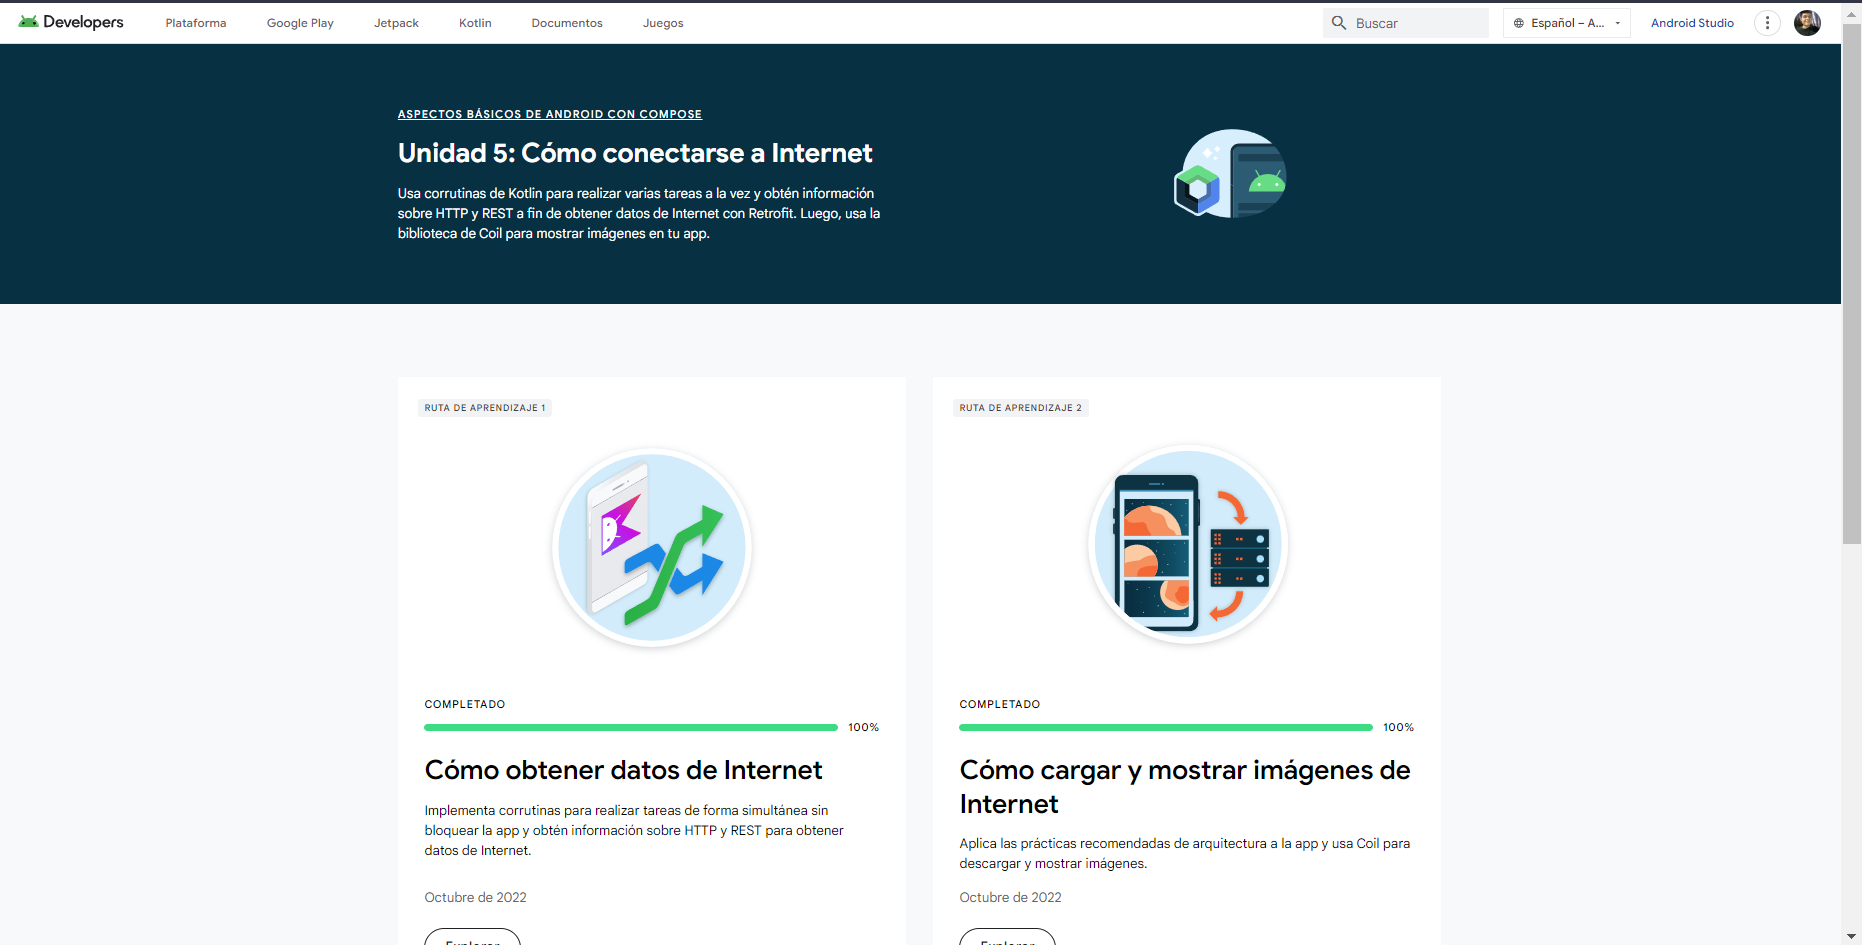 Developers
Plataforma
Google Play
Jetpack
Kotlin
Documentos
Juegos
Buscar
Español – A...
Android Studio
ASPECTOS BÁSICOS DE ANDROID CON COMPOSE
Unidad 5: Cómo conectarse a Internet
Usa corrutinas de Kotlin para realizar varias tareas a la vez y obtén información
sobre HTTP y REST a fin de obtener datos de Internet con Retrofit. Luego, usa la
biblioteca de Coil para mostrar imágenes en tu app.
RUTA DE APRENDIZAJE 1
COMPLETADO
100%
Cómo obtener datos de Internet
Implementa corrutinas para realizar tareas de forma simultánea sin
bloquear la app y obtén información sobre HTTP y REST para obtener
datos de Internet.
Octubre de 2022
Explorar
RUTA DE APRENDIZAJE 2
COMPLETADO
100%
Cómo cargar y mostrar imágenes de
Internet
Aplica las prácticas recomendadas de arquitectura a la app y usa Coil para
descargar y mostrar imágenes.
Octubre de 2022
Explorar